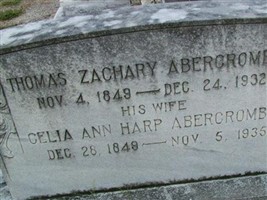 THOMAS ZACHARY ABERCROMB
NOV. 4, 1849 — DEC. 24, 1932
HIS WIFE
CELIA ANN HARP ABERCROMB
DEC. 28, 1849 — NOV. 5, 1935